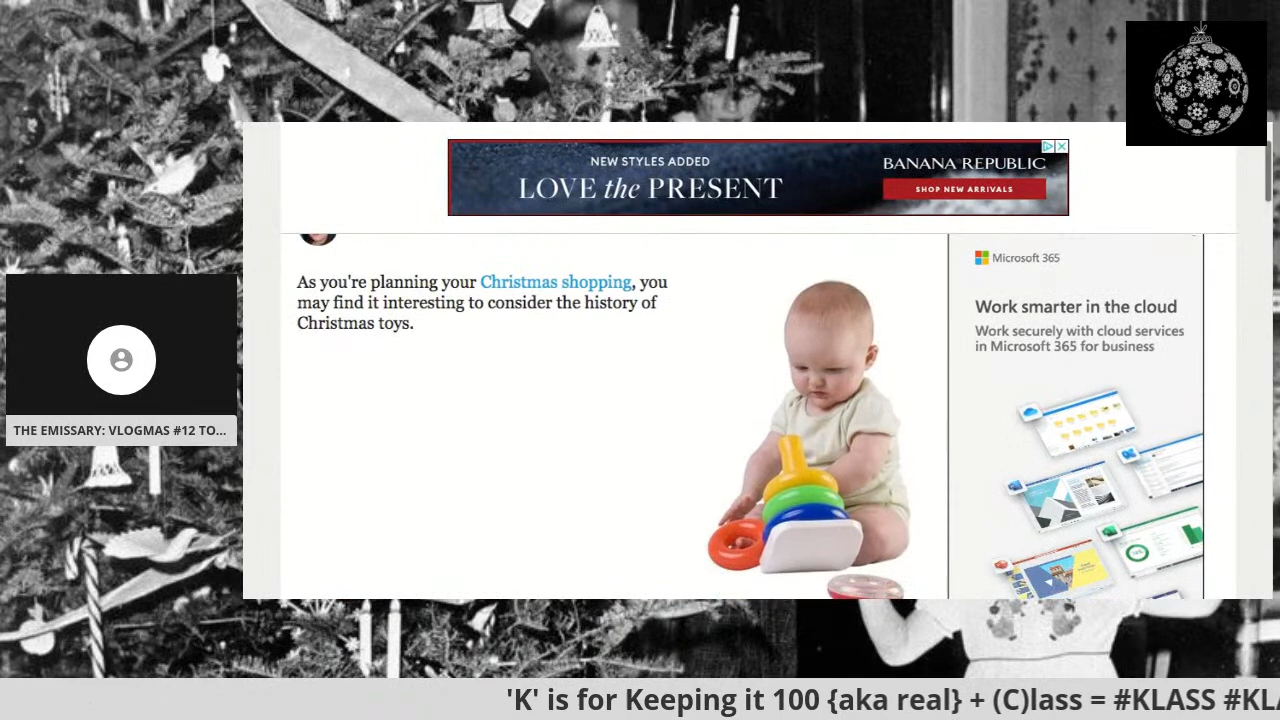 NEW STYLES ADDED
LOVE the PRESENT
BANANA REPUBLIC
SHOP NEW ARRIVALS
As you're planning your Christmas shopping, you
may find it interesting to consider the history of
Christmas toys.
Microsoft 365
Work smarter in the cloud
Work securely with cloud services
in Microsoft 365 for business
THE EMISSARY: VLOGMAS #12 TO...
'K' is for Keeping it 100 {aka real} + (C)lass = #KLASS #KLA